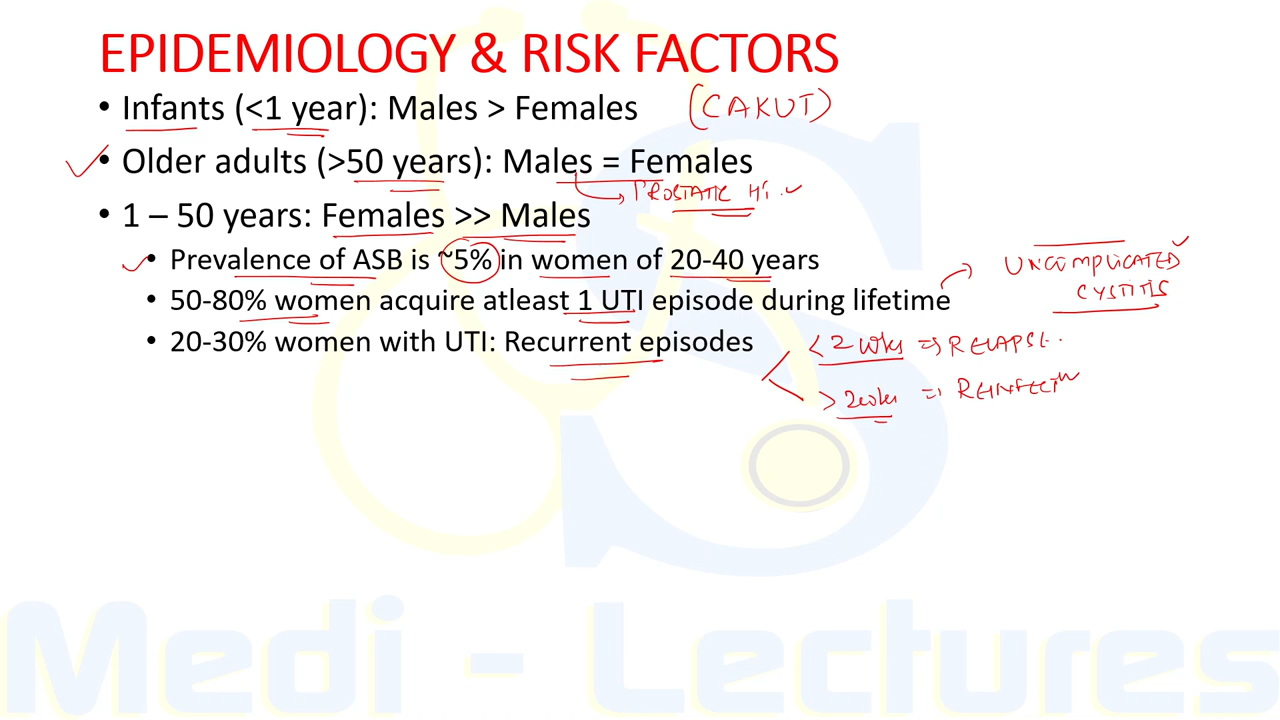 EPIDEMIOLOGY & RISK FACTORS
• Infants (<1 year): Males > Females (CAKUT)
• Older adults (>50 years): Males = Females
PROSTATIC
• 1 – 50 years: Females >> Males
• Prevalence of ASB is ~5% in women of 20-40 years
UNCOMPLICATED
CYSTITIS
• 50-80% women acquire atleast 1 UTI episode during lifetime
• 20-30% women with UTI: Recurrent episodes
< 2 wks => RELAPSE
> 2 wks =>
Medi - Lectures